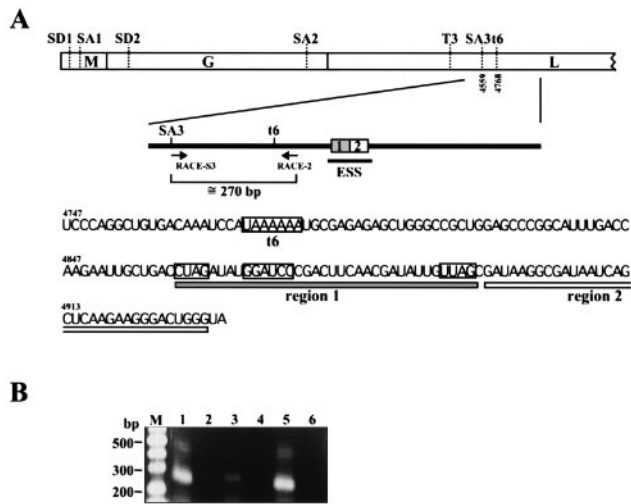 A
SD1 SA1 SD2 SA2 T3 SA3 t6
M G L
4559 4768
SA3 t6
1 2
RACE-S3 RACE-2 ESS
≅ 270 bp
4747
UCCCAGGCUGUGACAAAUCCAUAAAAAAUGCGAGAGAGCUGGGCCGCUGGAGCCCGGCAUUUGACC
t6
4847
AAGAAUUGCUGACCUAGAUAUGGAUCCCGACUUCAACGAUAUUGUUAGCGAUAAGGCGAUAAUCAG
region 1 region 2
4913
CUCAAGAAGGGACUGGGUA
B
bp M 1 2 3 4 5 6
500
300
200